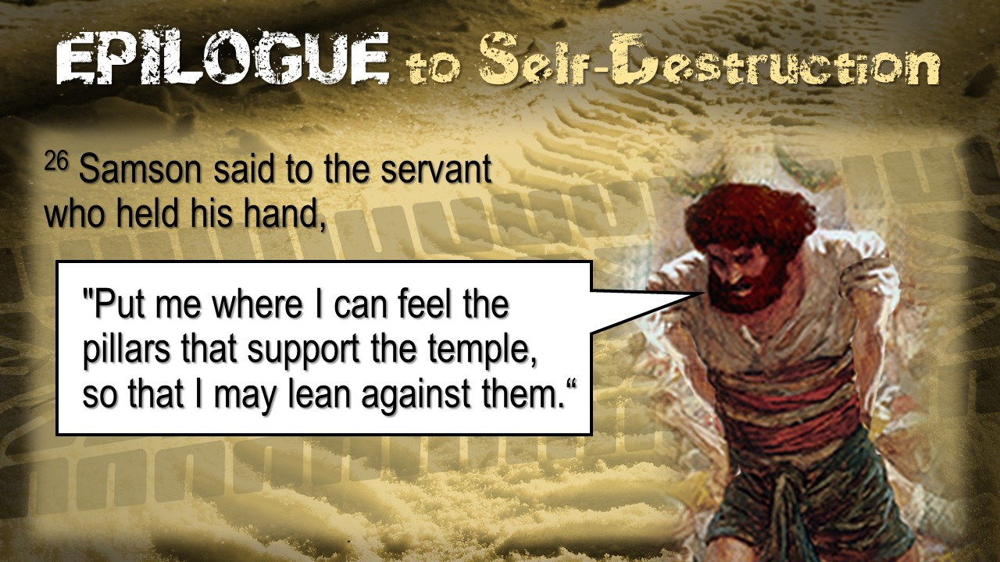 EPILOGUE to Self-Destruction
26 Samson said to the servant
who held his hand,
"Put me where I can feel the
pillars that support the temple,
so that I may lean against them.“